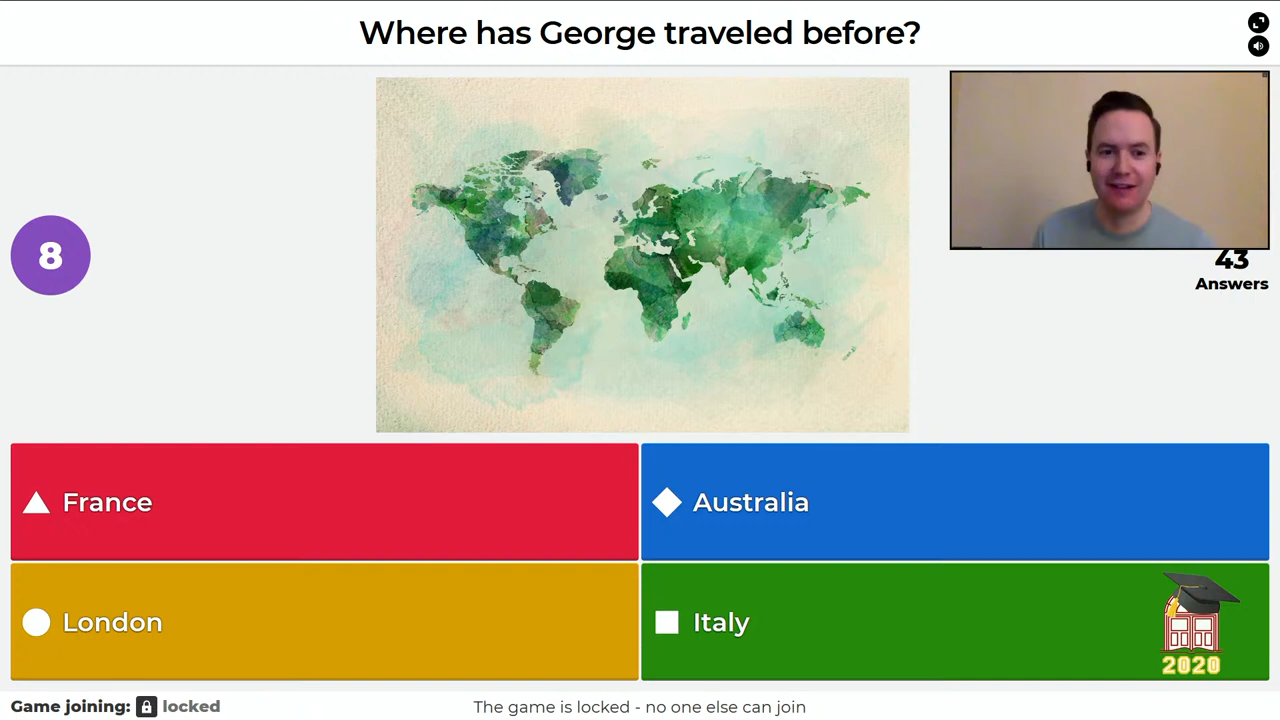 Where has George traveled before?
8
43
Answers
France
Australia
London
Italy
2020
Game joining: locked
The game is locked - no one else can join